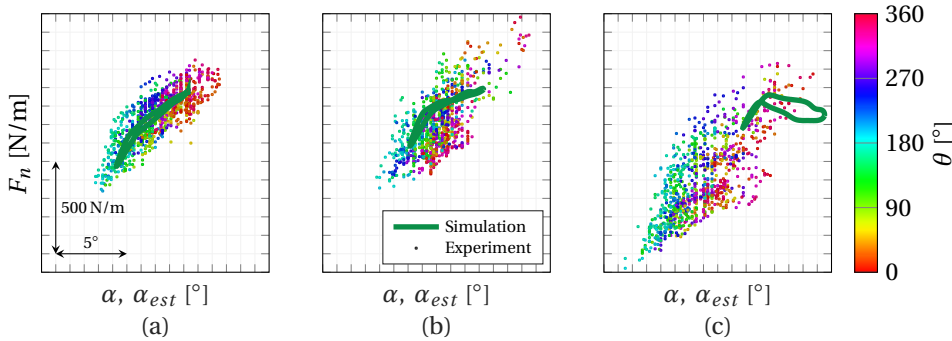 F_n [N/m]
500 N/m
5°
α, α_est [°]
(a)
Simulation
Experiment
α, α_est [°]
(b)
α, α_est [°]
(c)
360
270
180
90
0
θ [°]